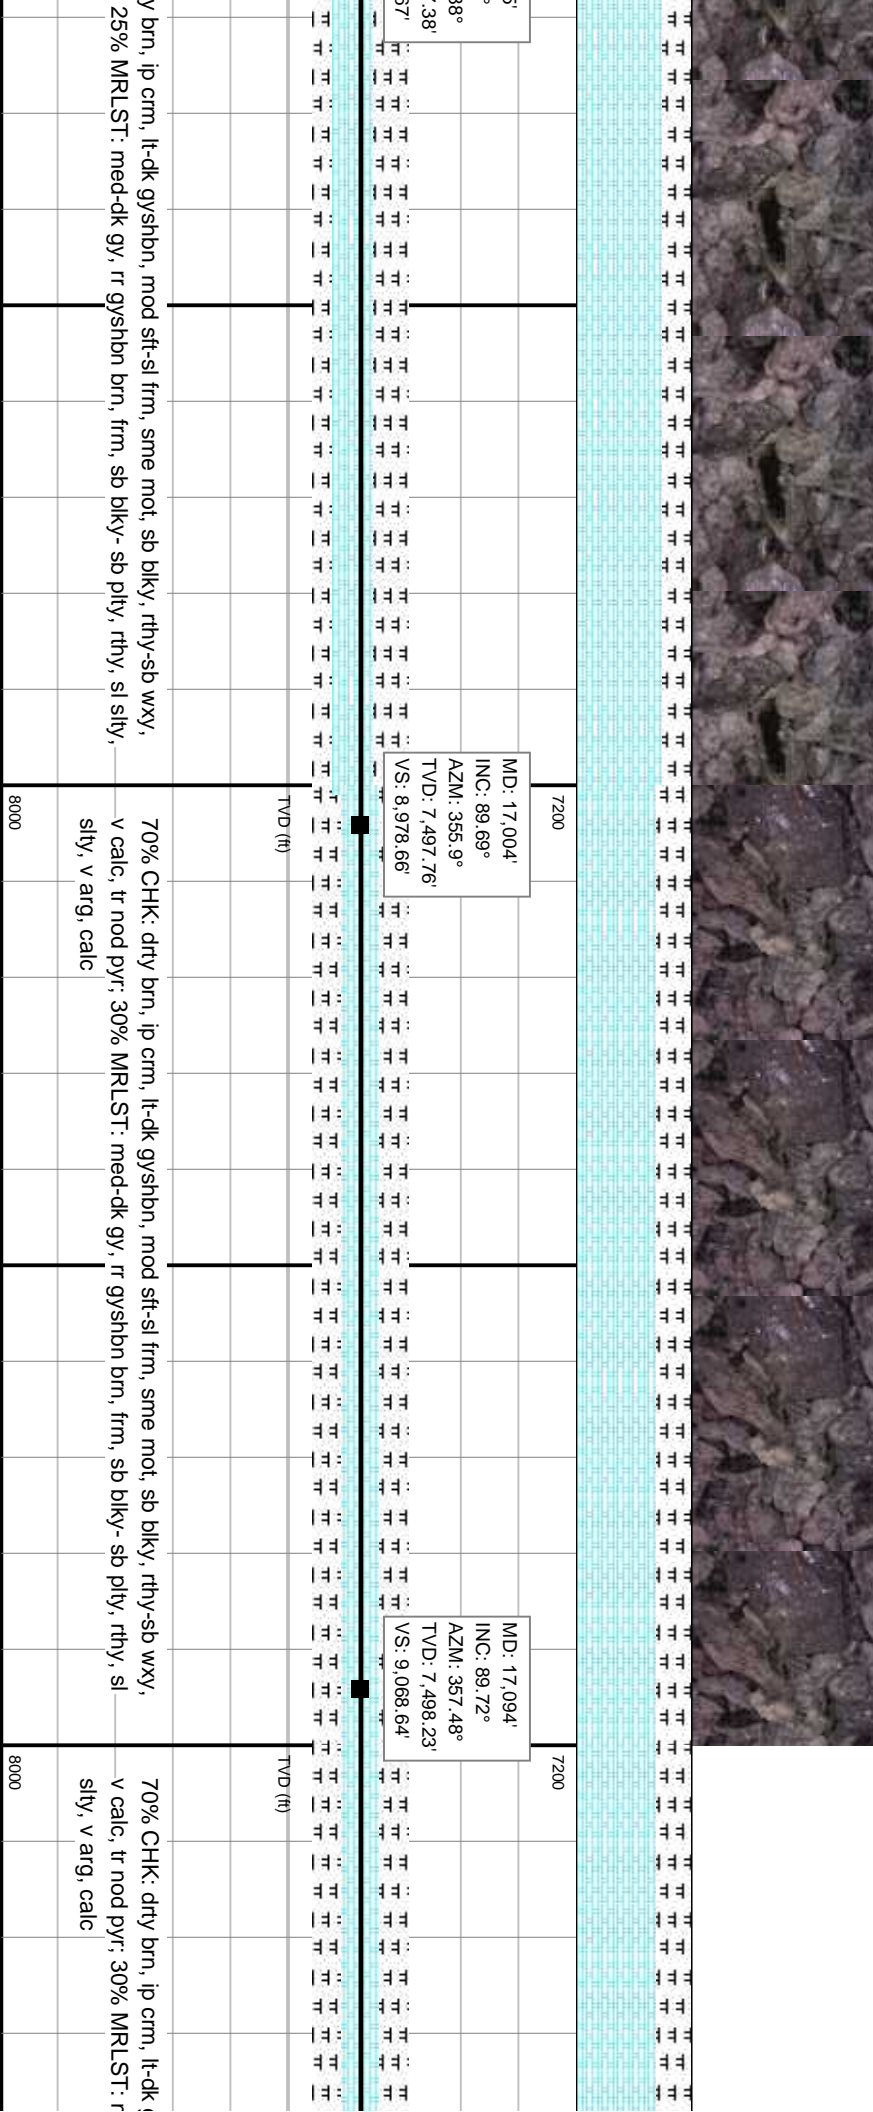 5'
°
38°
.38'
67'
y brn, ip crm, lt-dk gyshbn, mod sft-sl frm, sme mot, sb blky, rthy-sb wxy,
25% MRLST: med-dk gy, rr gyshbn brn, frm, sb blky- sb plty, rthy, sl slty,
7200
TVD (ft)
8000
MD: 17,004'
INC: 89.69°
AZM: 355.9°
TVD: 7,497.76'
VS: 8,978.66'
70% CHK: drty brn, ip crm, lt-dk gyshbn, mod sft-sl frm, sme mot, sb blky, rthy-sb wxy,
v calc, tr nod pyr; 30% MRLST: med-dk gy, rr gyshbn brn, frm, sb blky- sb plty, rthy, sl
slty, v arg, calc
MD: 17,094'
INC: 89.72°
AZM: 357.48°
TVD: 7,498.23'
VS: 9,068.64'
7200
TVD (ft)
8000
70% CHK: drty brn, ip crm, lt-dk
v calc, tr nod pyr; 30% MRLST:
slty, v arg, calc